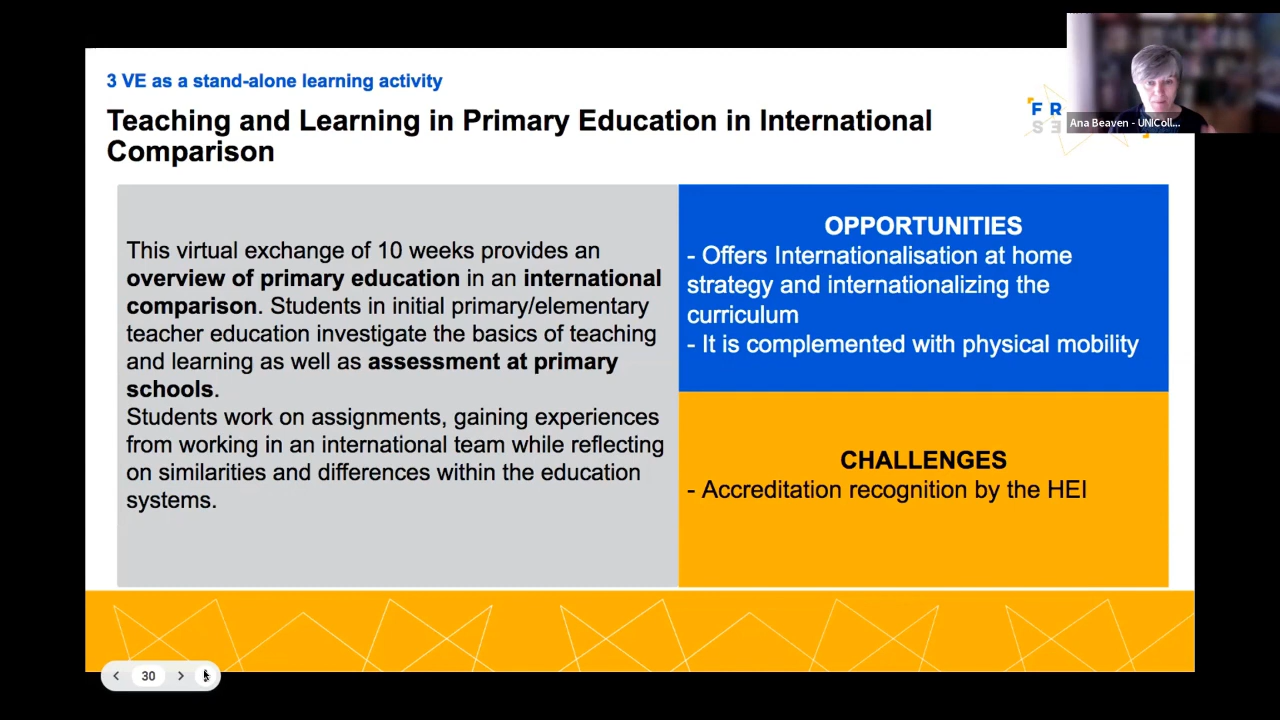 3 VE as a stand-alone learning activity
Teaching and Learning in Primary Education in International
Comparison
F R
S E
Ana Beaven - UNIColl...
This virtual exchange of 10 weeks provides an
overview of primary education in an international
comparison. Students in initial primary/elementary
teacher education investigate the basics of teaching
and learning as well as assessment at primary
schools.
Students work on assignments, gaining experiences
from working in an international team while reflecting
on similarities and differences within the education
systems.
OPPORTUNITIES
- Offers Internationalisation at home
strategy and internationalizing the
curriculum
- It is complemented with physical mobility
CHALLENGES
- Accreditation recognition by the HEI
30